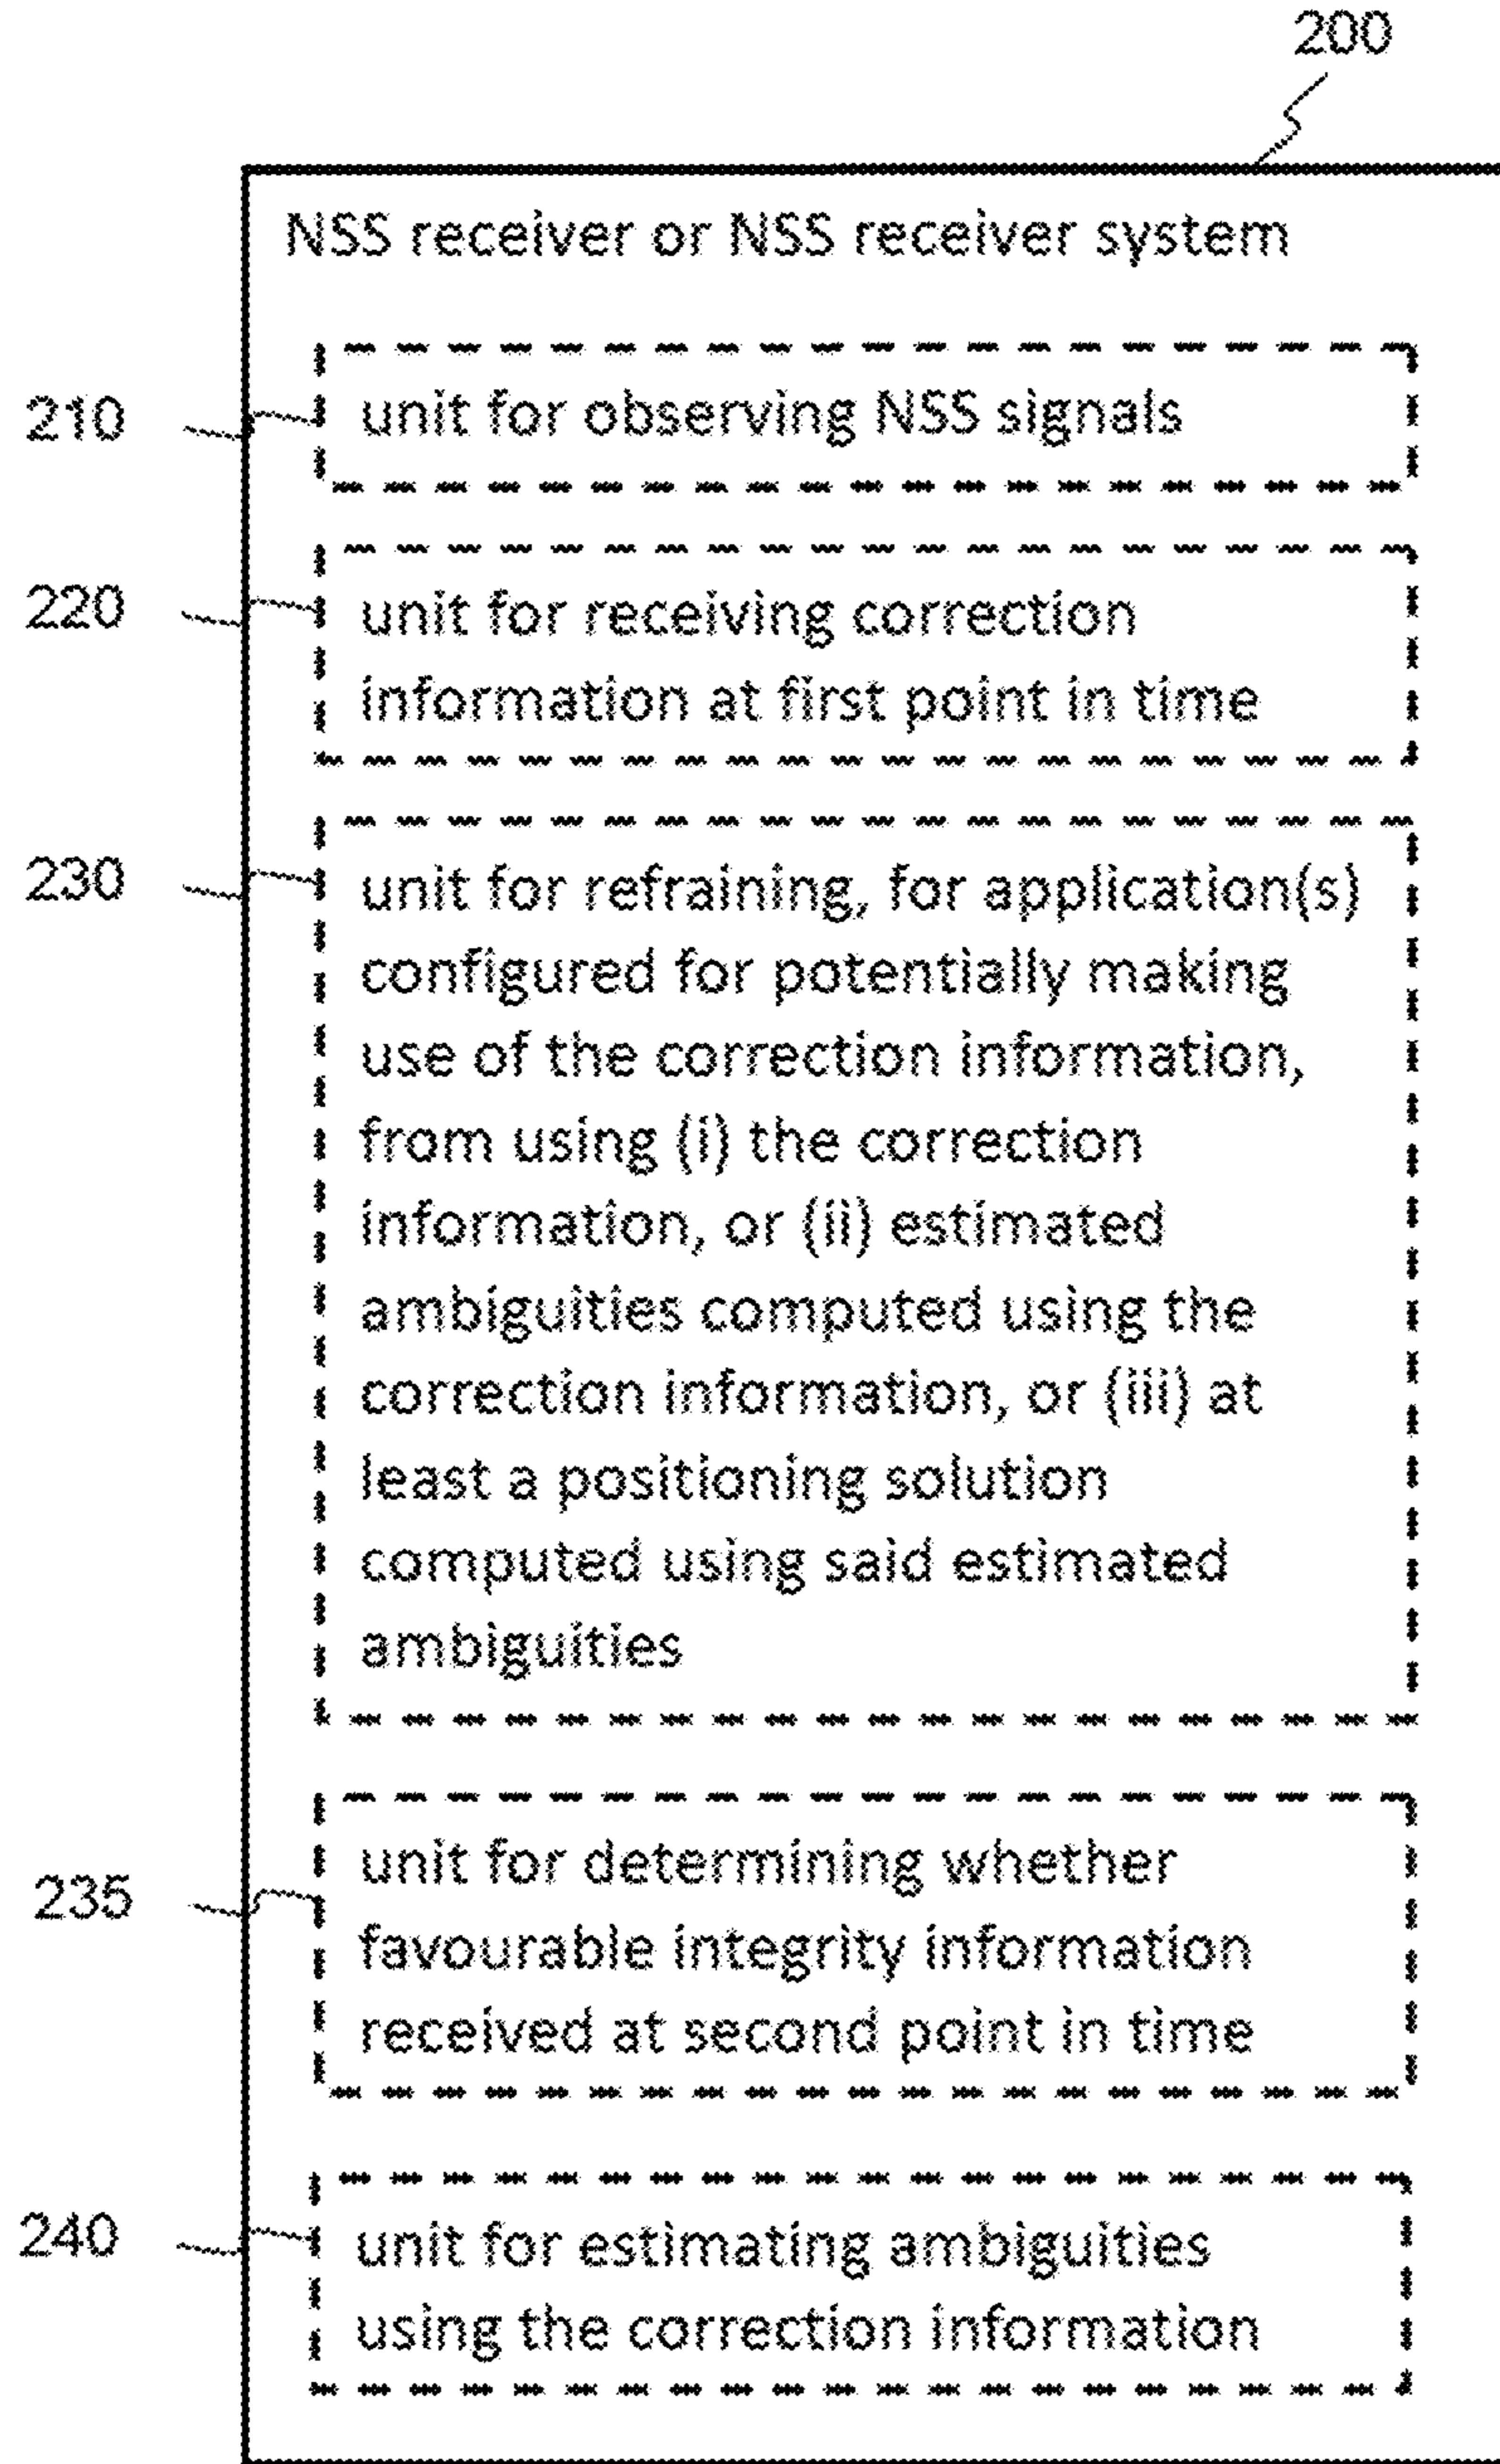 200
NSS receiver or NSS receiver system
210
unit for observing NSS signals
220
unit for receiving correction
information at first point in time
230
unit for refraining, for application(s)
configured for potentially making
use of the correction information,
from using (i) the correction
information, or (ii) estimated
ambiguities computed using the
correction information, or (iii) at
least a positioning solution
computed using said estimated
ambiguities
235
unit for determining whether
favourable integrity information
received at second point in time
240
unit for estimating ambiguities
using the correction information